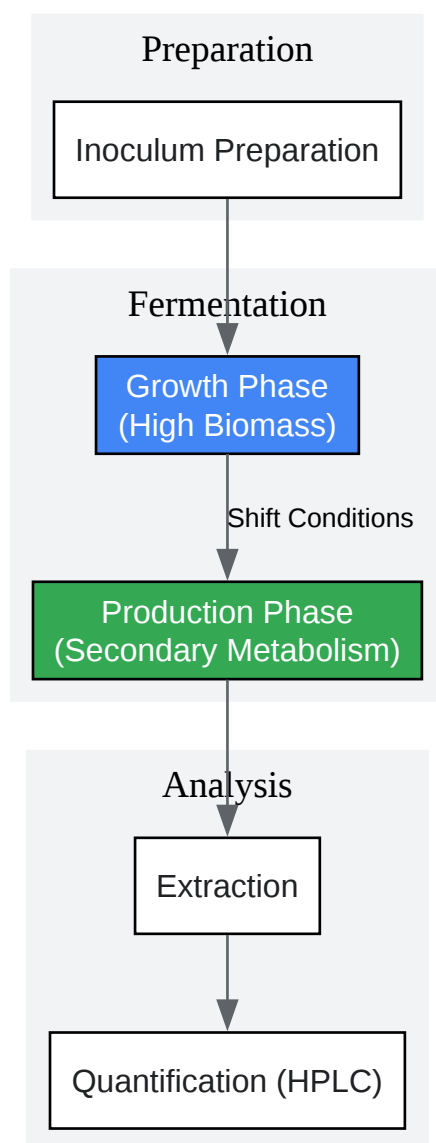 Preparation
Inoculum Preparation
Fermentation
Growth Phase
(High Biomass)
Shift Conditions
Production Phase
(Secondary Metabolism)
Analysis
Extraction
Quantification (HPLC)